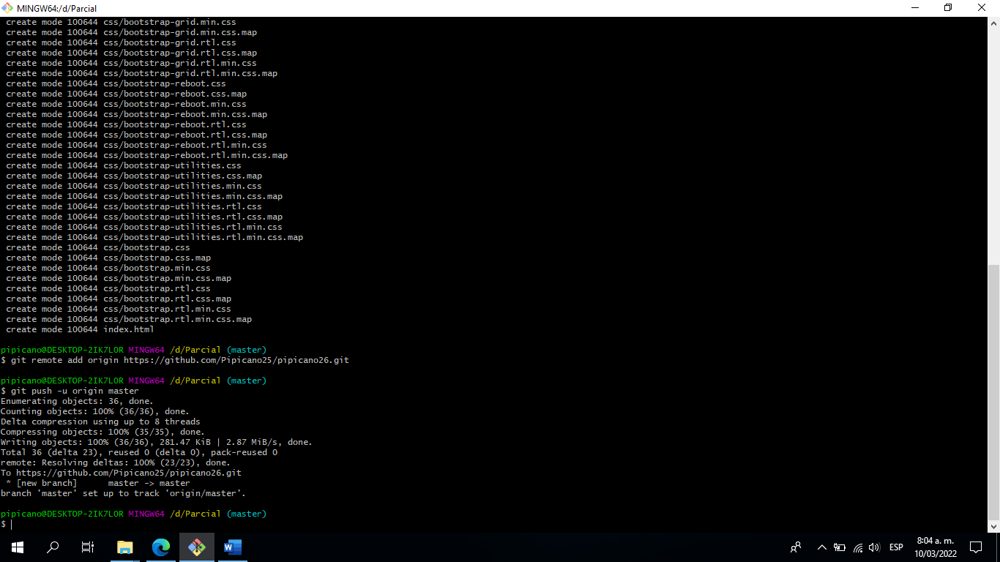 MINGW64:/d/Parcial
create mode 100644 css/bootstrap-grid.min.css
create mode 100644 css/bootstrap-grid.min.css.map
create mode 100644 css/bootstrap-grid.rtl.css
create mode 100644 css/bootstrap-grid.rtl.css.map
create mode 100644 css/bootstrap-grid.rtl.min.css
create mode 100644 css/bootstrap-grid.rtl.min.css.map
create mode 100644 css/bootstrap-reboot.css
create mode 100644 css/bootstrap-reboot.css.map
create mode 100644 css/bootstrap-reboot.min.css
create mode 100644 css/bootstrap-reboot.min.css.map
create mode 100644 css/bootstrap-reboot.rtl.css
create mode 100644 css/bootstrap-reboot.rtl.css.map
create mode 100644 css/bootstrap-reboot.rtl.min.css
create mode 100644 css/bootstrap-reboot.rtl.min.css.map
create mode 100644 css/bootstrap-utilities.css
create mode 100644 css/bootstrap-utilities.css.map
create mode 100644 css/bootstrap-utilities.min.css
create mode 100644 css/bootstrap-utilities.min.css.map
create mode 100644 css/bootstrap-utilities.rtl.css
create mode 100644 css/bootstrap-utilities.rtl.css.map
create mode 100644 css/bootstrap-utilities.rtl.min.css
create mode 100644 css/bootstrap-utilities.rtl.min.css.map
create mode 100644 css/bootstrap.css
create mode 100644 css/bootstrap.css.map
create mode 100644 css/bootstrap.min.css
create mode 100644 css/bootstrap.min.css.map
create mode 100644 css/bootstrap.rtl.css
create mode 100644 css/bootstrap.rtl.css.map
create mode 100644 css/bootstrap.rtl.min.css
create mode 100644 css/bootstrap.rtl.min.css.map
create mode 100644 index.html
pipicano@DESKTOP-2IK7LOR MINGW64 /d/Parcial (master)
$ git remote add origin https://github.com/Pipicano25/pipicano26.git
pipicano@DESKTOP-2IK7LOR MINGW64 /d/Parcial (master)
$ git push -u origin master
Enumerating objects: 36, done.
Counting objects: 100% (36/36), done.
Delta compression using up to 8 threads
Compressing objects: 100% (35/35), done.
Writing objects: 100% (36/36), 281.47 KiB | 2.87 MiB/s, done.
Total 36 (delta 23), reused 0 (delta 0), pack-reused 0
remote: Resolving deltas: 100% (23/23), done.
To https://github.com/Pipicano25/pipicano26.git
* [new branch]      master -> master
branch 'master' set up to track 'origin/master'.
pipicano@DESKTOP-2IK7LOR MINGW64 /d/Parcial (master)
$
ESP
8:04 a. m.
10/03/2022